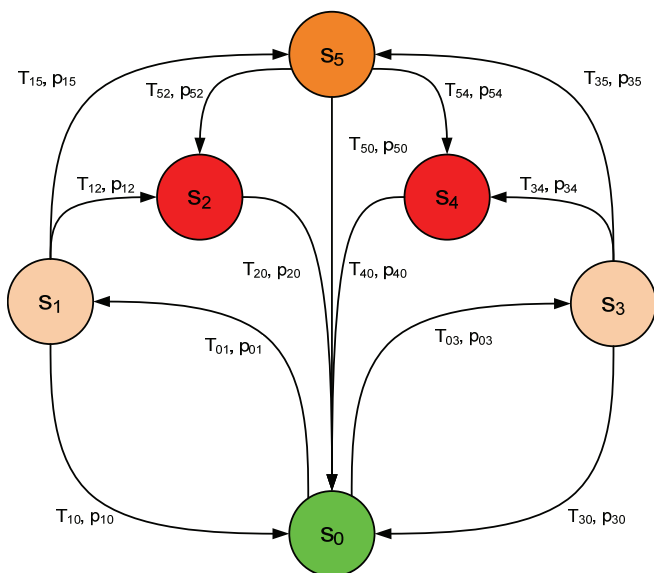 s₅
T₁₅, p₁₅
T₅₂, p₅₂
T₅₄, p₅₄
T₃₅, p₃₅
T₅₀, p₅₀
T₁₂, p₁₂
s₂
s₄
T₃₄, p₃₄
T₂₀, p₂₀
T₄₀, p₄₀
s₁
s₃
T₀₁, p₀₁
T₀₃, p₀₃
T₁₀, p₁₀
s₀
T₃₀, p₃₀